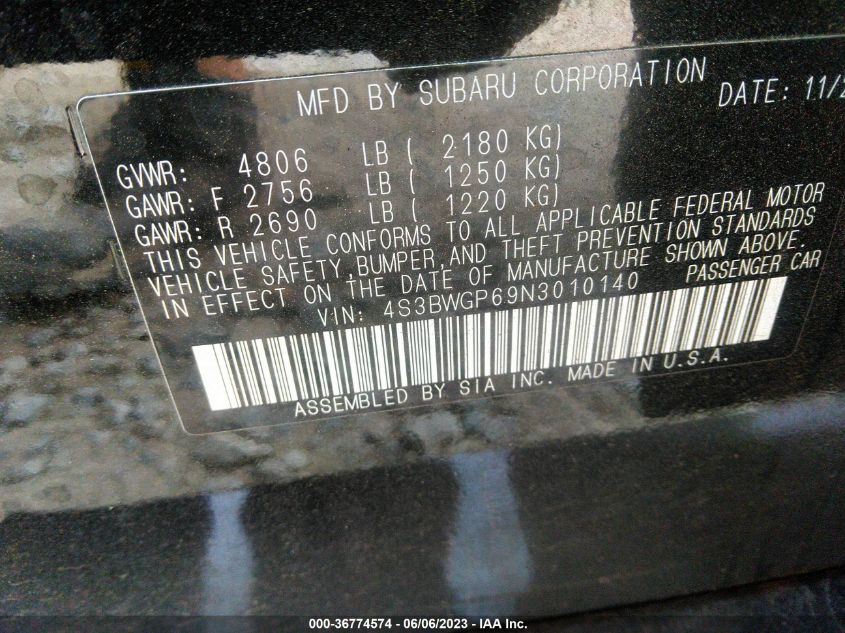 MFD BY SUBARU CORPORATION DATE: 11/2
GVWR: 4806 LB ( 2180 KG)
GAWR: F 2756 LB ( 1250 KG)
GAWR: R 2690 LB ( 1220 KG)
THIS VEHICLE CONFORMS TO ALL APPLICABLE FEDERAL MOTOR
VEHICLE SAFETY,BUMPER,AND THEFT PREVENTION STANDARDS
IN EFFECT ON THE DATE OF MANUFACTURE SHOWN ABOVE.
VIN: 4S3BWGP69N3010140 PASSENGER CAR
ASSEMBLED BY SIA INC. MADE IN U.S.A.
000-36774574 - 06/06/2023 - IAA Inc.